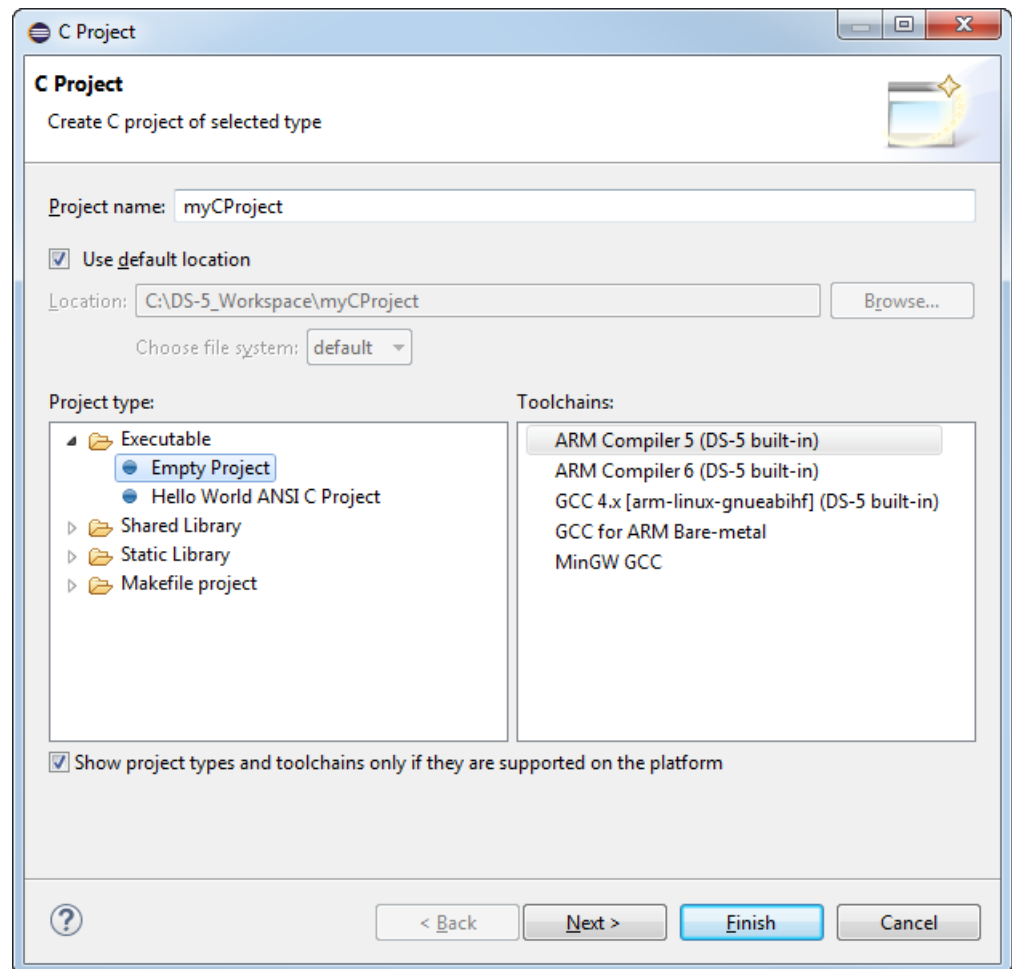 C Project
C Project
Create C project of selected type
Project name: myCProject
Use default location
Location: C:\DS-5_Workspace\myCProject Browse...
Choose file system: default
Project type: Toolchains:
Executable
Empty Project
Hello World ANSI C Project
Shared Library
Static Library
Makefile project
ARM Compiler 5 (DS-5 built-in)
ARM Compiler 6 (DS-5 built-in)
GCC 4.x [arm-linux-gnueabihf] (DS-5 built-in)
GCC for ARM Bare-metal
MinGW GCC
Show project types and toolchains only if they are supported on the platform
? < Back Next > Finish Cancel